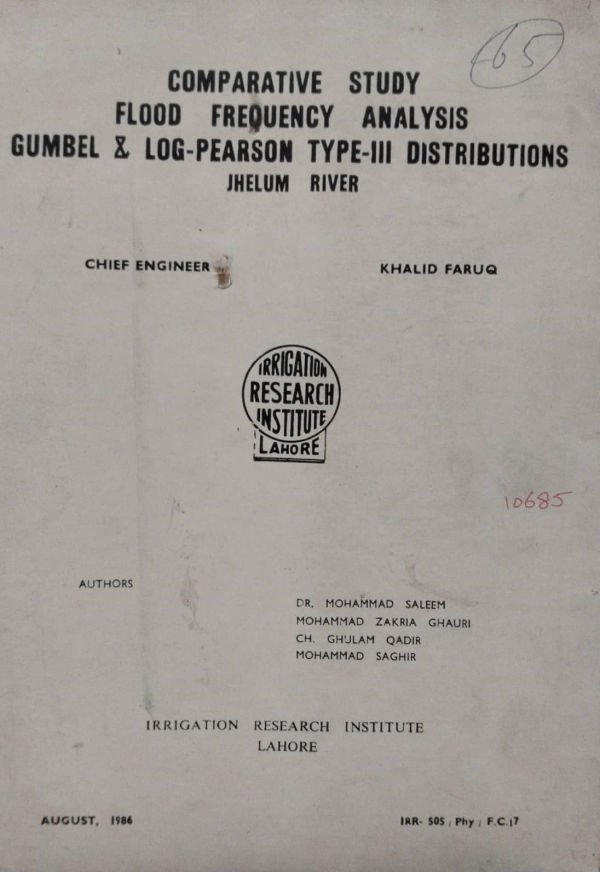 65
COMPARATIVE STUDY
FLOOD FREQUENCY ANALYSIS
GUMBEL & LOG-PEARSON TYPE-III DISTRIBUTIONS
JHELUM RIVER
CHIEF ENGINEER KHALID FARUQ
IRRIGATION
RESEARCH
INSTITUTE
LAHORE
10685
AUTHORS
DR. MOHAMMAD SALEEM
MOHAMMAD ZAKRIA GHAURI
CH. GHULAM QADIR
MOHAMMAD SAGHIR
IRRIGATION RESEARCH INSTITUTE
LAHORE
AUGUST, 1986 IRR- 505 / Phy / F.C.|7